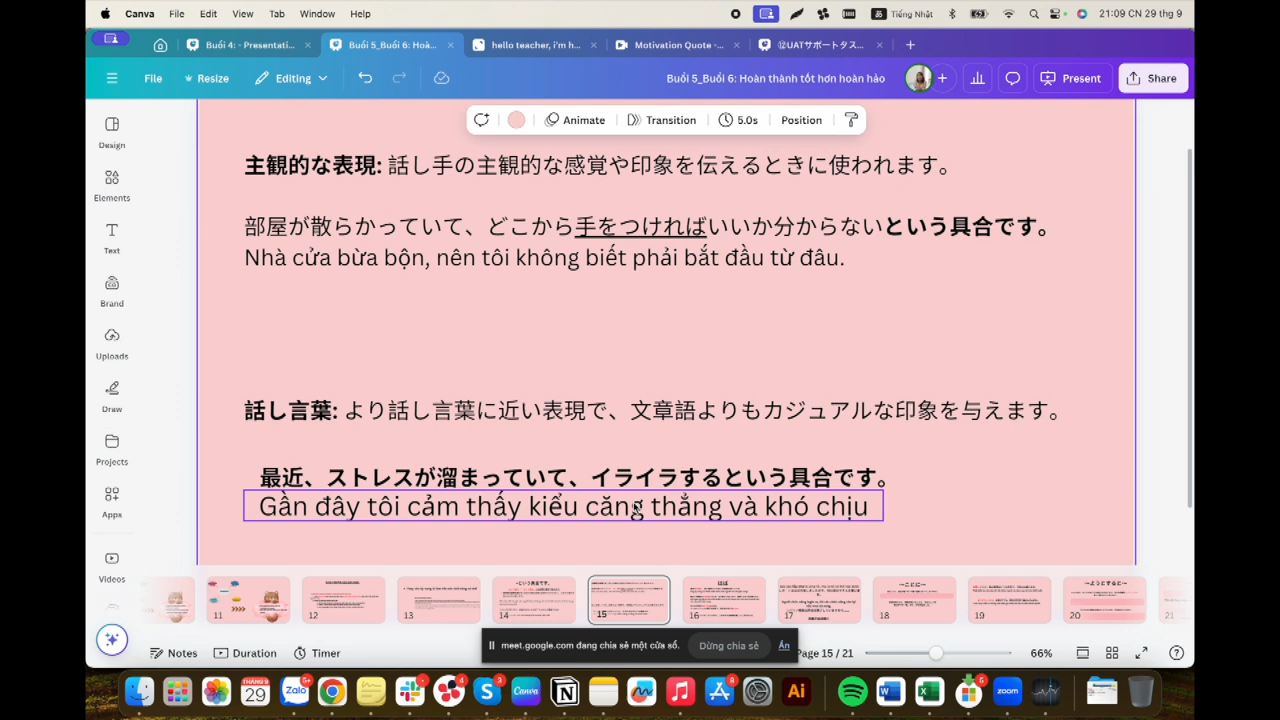 Canva File Edit View Tab Window Help あ Tiếng Nhật 21:09 CN 29 thg 9
Buổi 4: - Presentati... Buổi 5_Buổi 6: Hoà... hello teacher, i'm h... Motivation Quote -... ⑫UATサポートタス...
File Resize Editing Buổi 5_Buổi 6: Hoàn thành tốt hơn hoàn hảo Present Share
Animate Transition 5.0s Position
Design
Elements
Text
Brand
Uploads
Draw
Projects
Apps
Videos
主観的な表現: 話し手の主観的な感覚や印象を伝えるときに使われます。
部屋が散らかっていて、どこから手をつければいいか分からないという具合です。
Nhà cửa bừa bộn, nên tôi không biết phải bắt đầu từ đâu.
話し言葉: より話し言葉に近い表現で、文章語よりもカジュアルな印象を与えます。
最近、ストレスが溜まっていて、イライラするという具合です。
Gần đây tôi cảm thấy kiểu căng thẳng và khó chịu
11 12 13 14 15 16 17 18 19 20 21
meet.google.com đang chia sẻ một cửa sổ. Dừng chia sẻ Ẩn
Notes Duration Timer Page 15 / 21 66%